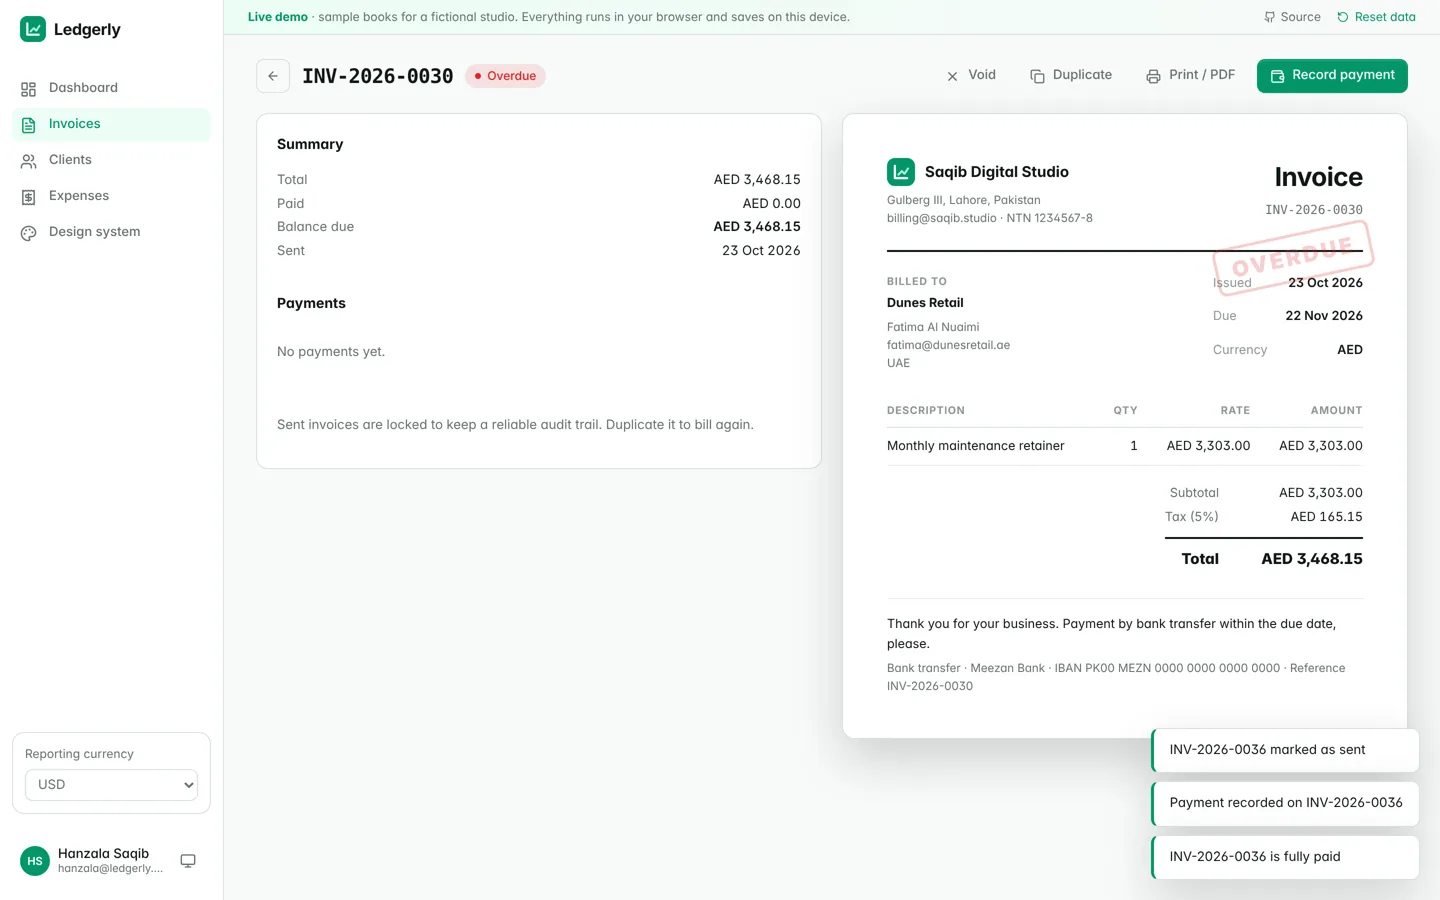 Ledgerly
Live demo · sample books for a fictional studio. Everything runs in your browser and saves on this device.
Source
Reset data
Dashboard
Invoices
Clients
Expenses
Design system
Reporting currency
USD
HS
Hanzala Saqib
hanzala@ledgerly....
INV-2026-0030
Overdue
Void
Duplicate
Print / PDF
Record payment
Summary
Total AED 3,468.15
Paid AED 0.00
Balance due AED 3,468.15
Sent 23 Oct 2026
Payments
No payments yet.
Sent invoices are locked to keep a reliable audit trail. Duplicate it to bill again.
Saqib Digital Studio
Gulberg III, Lahore, Pakistan
billing@saqib.studio · NTN 1234567-8
Invoice
INV-2026-0030
OVERDUE
BILLED TO
Dunes Retail
Fatima Al Nuaimi
fatima@dunesretail.ae
UAE
Issued 23 Oct 2026
Due 22 Nov 2026
Currency AED
DESCRIPTION QTY RATE AMOUNT
Monthly maintenance retainer 1 AED 3,303.00 AED 3,303.00
Subtotal AED 3,303.00
Tax (5%) AED 165.15
Total AED 3,468.15
Thank you for your business. Payment by bank transfer within the due date,
please.
Bank transfer · Meezan Bank · IBAN PK00 MEZN 0000 0000 0000 0000 · Reference
INV-2026-0030
INV-2026-0036 marked as sent
Payment recorded on INV-2026-0036
INV-2026-0036 is fully paid